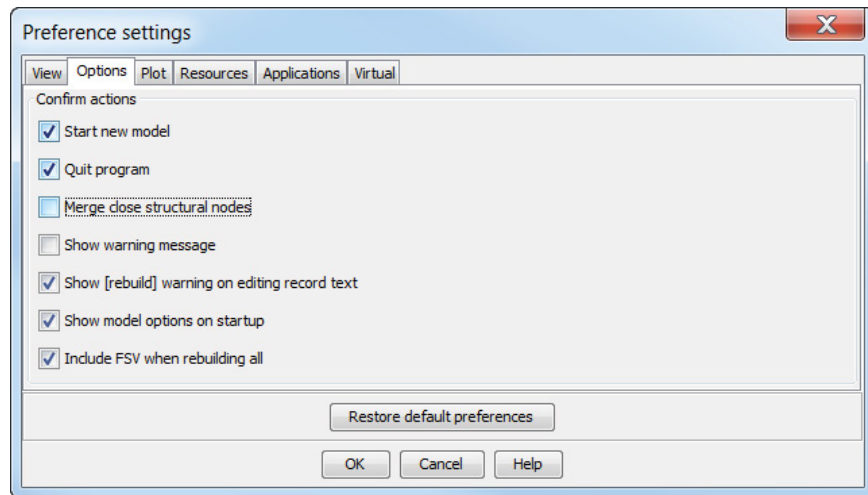 Preference settings
View Options Plot Resources Applications Virtual
Confirm actions
Start new model
Quit program
Merge close structural nodes
Show warning message
Show [rebuild] warning on editing record text
Show model options on startup
Include FSV when rebuilding all
Restore default preferences
OK Cancel Help